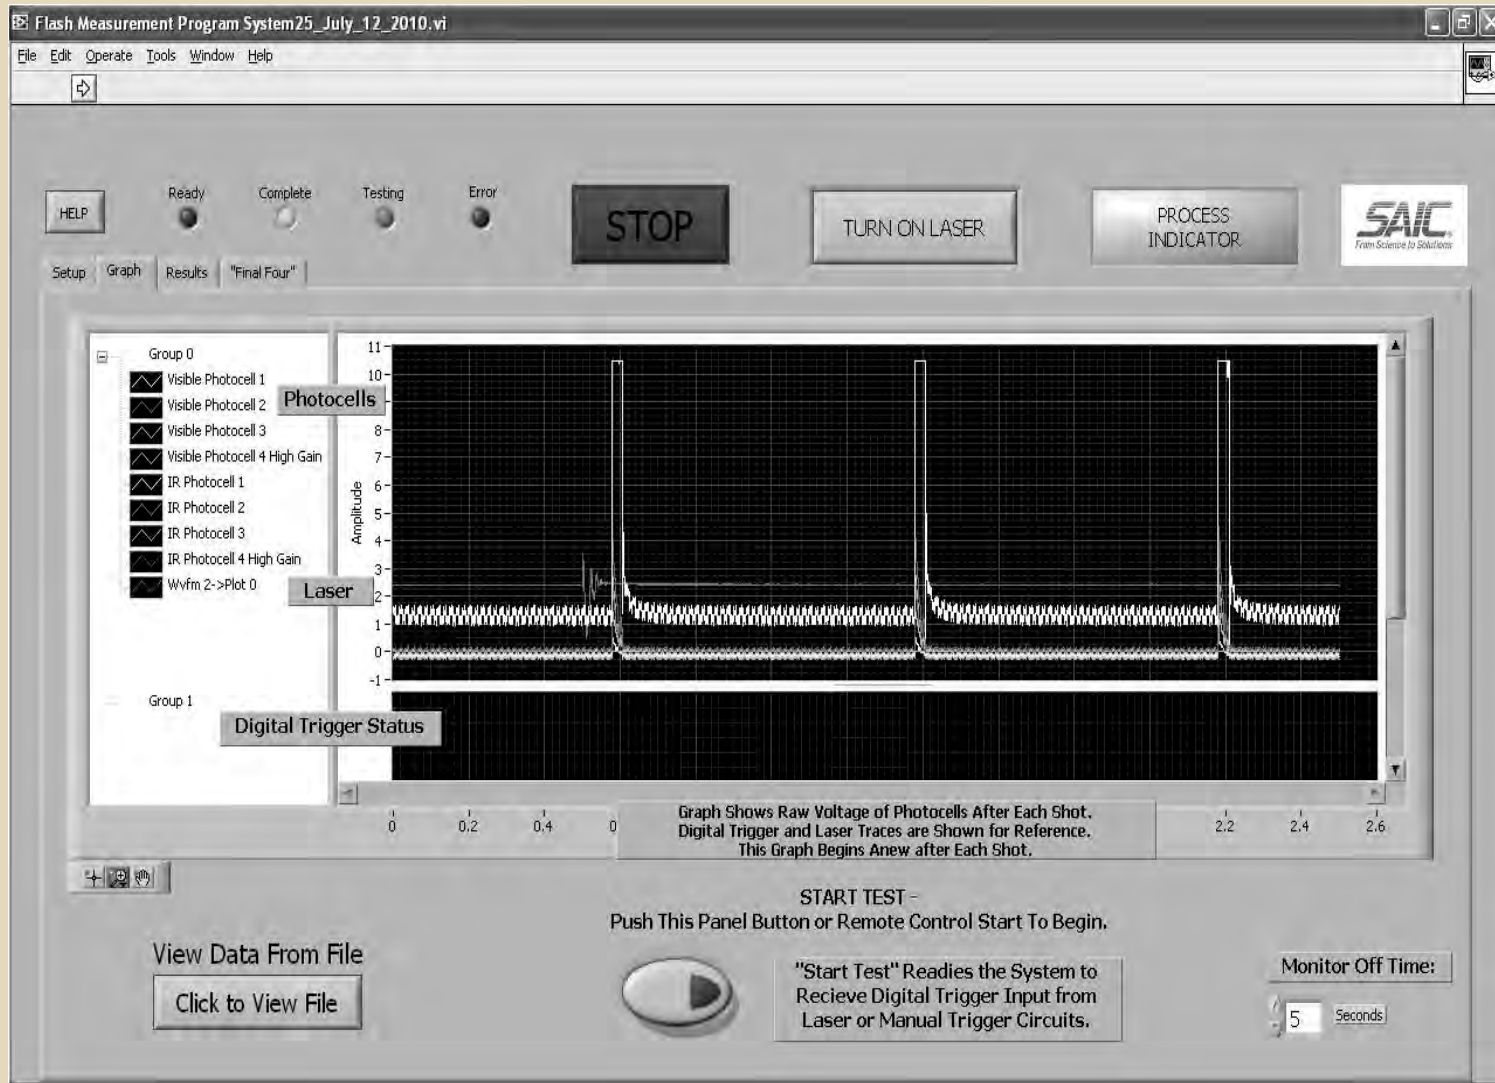 Flash Measurement Program System25_July_12_2010.vi
File Edit Operate Tools Window Help
HELP
Ready
Complete
Testing
Error
STOP
TURN ON LASER
PROCESS
INDICATOR
SAIC
From Science to Solutions
Setup
Graph
Results
"Final Four"
Group 0
Visible Photocell 1
Visible Photocell 2
Visible Photocell 3
Visible Photocell 4 High Gain
IR Photocell 1
IR Photocell 2
IR Photocell 3
IR Photocell 4 High Gain
Wvfm 2->Plot 0
Photocells
Laser
Group 1
Digital Trigger Status
Amplitude
11
10
8
7
6
5
4
3
2
1
0
-1
0 0.2 0.4 0 2.2 2.4 2.6
Graph Shows Raw Voltage of Photocells After Each Shot.
Digital Trigger and Laser Traces are Shown for Reference.
This Graph Begins Anew after Each Shot.
START TEST -
Push This Panel Button or Remote Control Start To Begin.
View Data From File
Click to View File
"Start Test" Readies the System to
Recieve Digital Trigger Input from
Laser or Manual Trigger Circuits.
Monitor Off Time:
5 Seconds